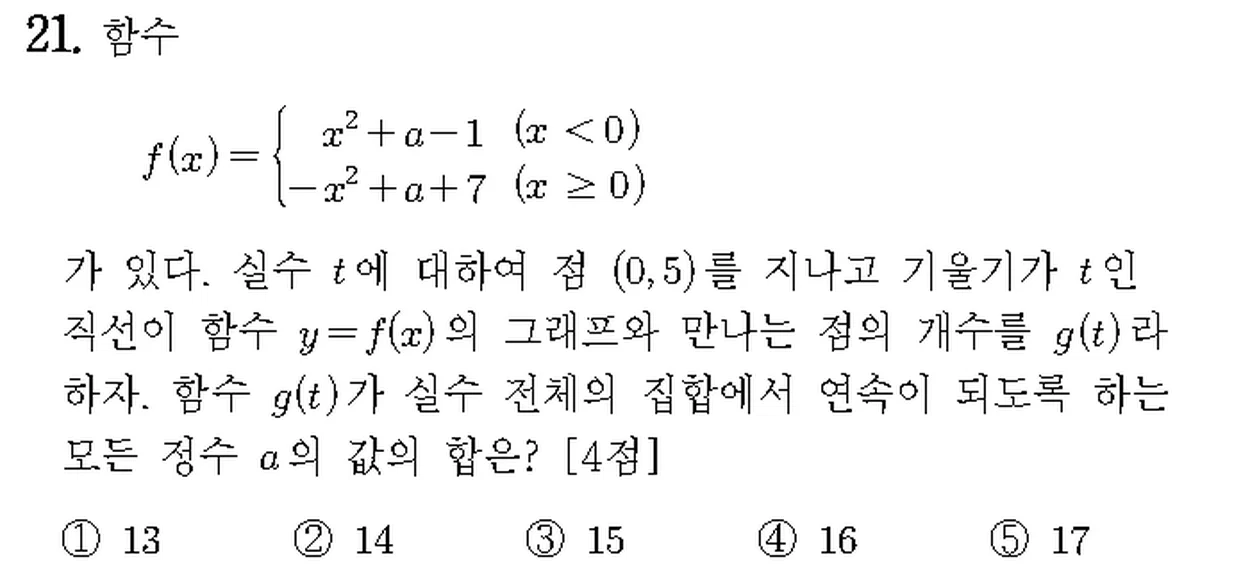 21. 함수
f(x) = { x² + a − 1 (x < 0)
−x² + a + 7 (x ≥ 0)
가 있다. 실수 t에 대하여 점 (0, 5)를 지나고 기울기가 t인
직선이 함수 y = f(x)의 그래프와 만나는 점의 개수를 g(t)라
하자. 함수 g(t)가 실수 전체의 집합에서 연속이 되도록 하는
모든 정수 a의 값의 합은? [4점]
① 13 ② 14 ③ 15 ④ 16 ⑤ 17